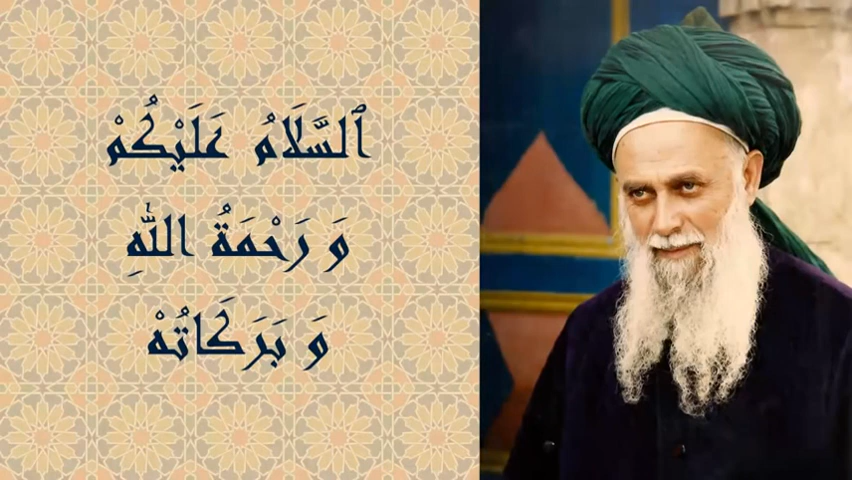 ٱلسَّلَامُ عَلَيْكُمْ
وَ رَحْمَةُ اللّٰهِ
وَ بَرَكَاتُهْ